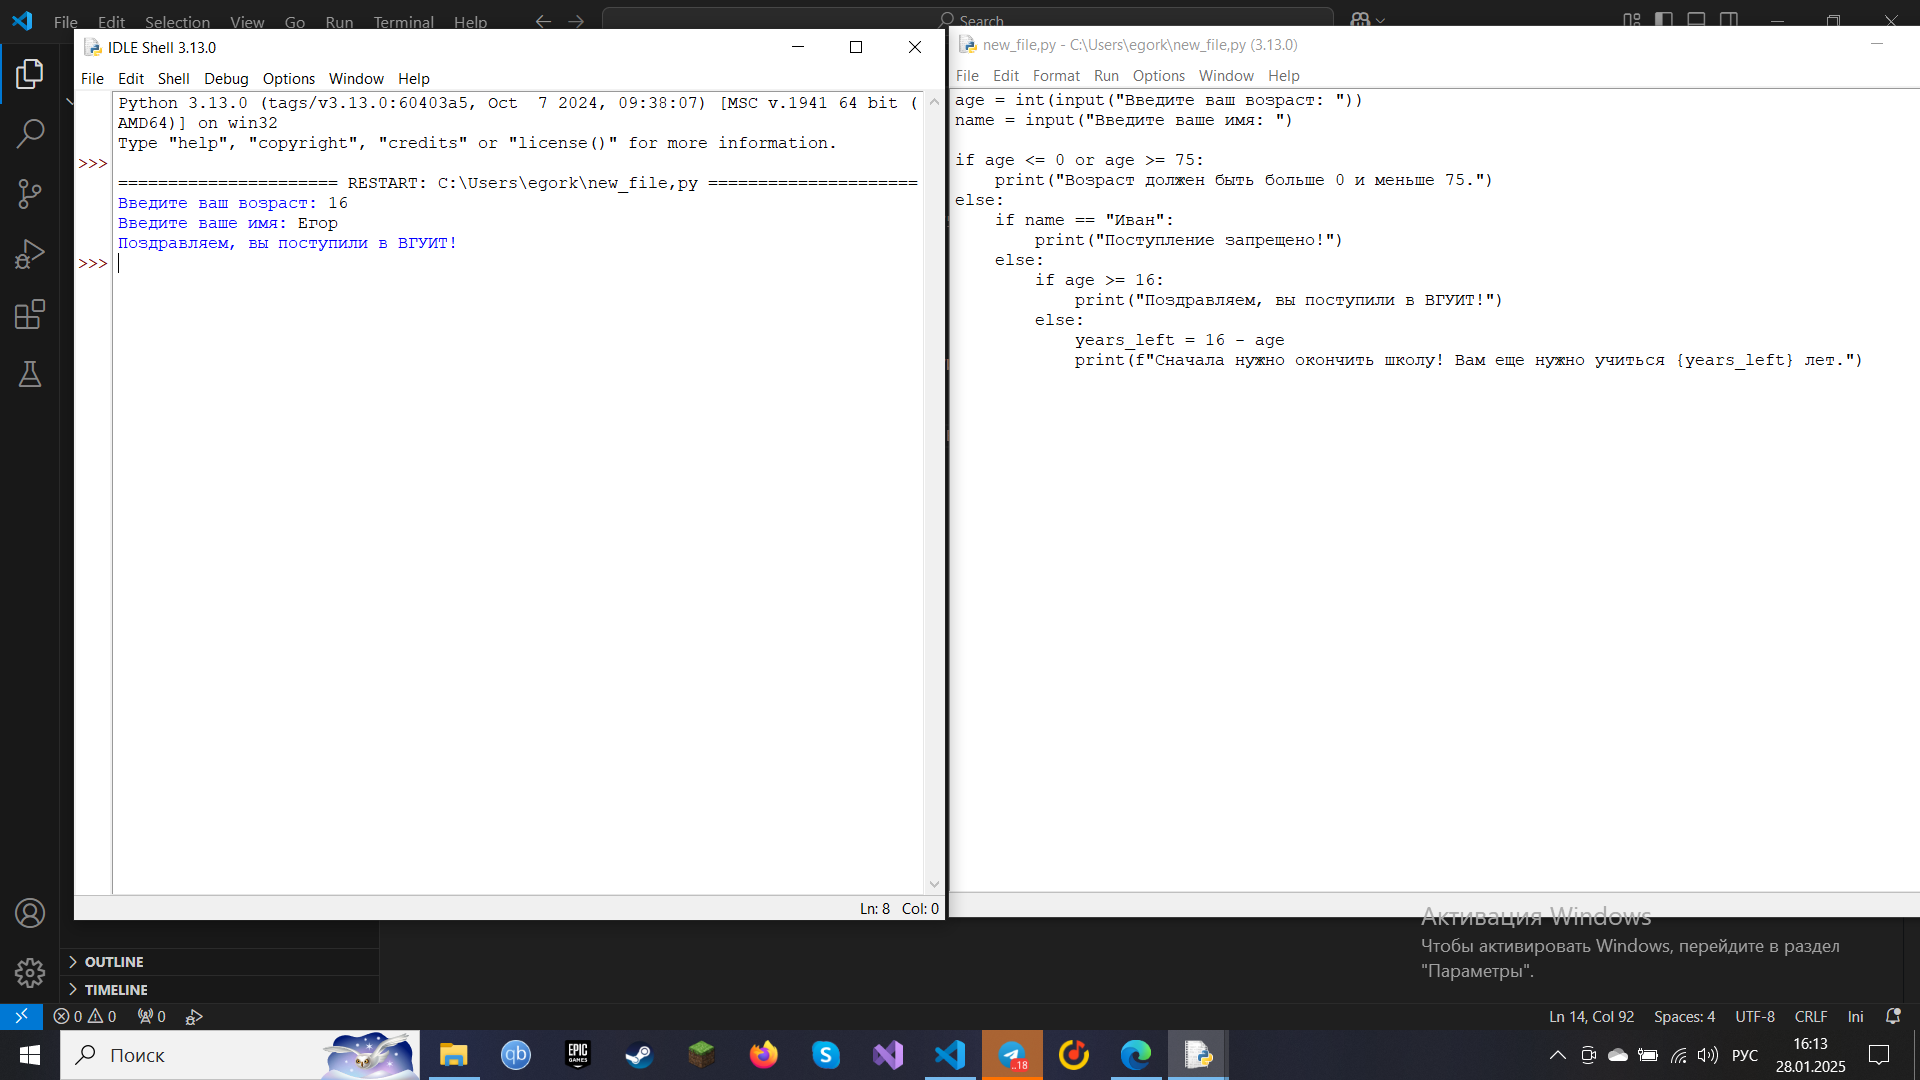 File Edit Selection View Go Run Terminal Help
Search
IDLE Shell 3.13.0
File Edit Shell Debug Options Window Help
Python 3.13.0 (tags/v3.13.0:60403a5, Oct  7 2024, 09:38:07) [MSC v.1941 64 bit (
AMD64)] on win32
Type "help", "copyright", "credits" or "license()" for more information.
>>>
====================== RESTART: C:\Users\egork\new_file,py =====================
Введите ваш возраст: 16
Введите ваше имя: Егор
Поздравляем, вы поступили в ВГУИТ!
>>>
Ln: 8 Col: 0
new_file,py - C:\Users\egork\new_file,py (3.13.0)
File Edit Format Run Options Window Help
age = int(input("Введите ваш возраст: "))
name = input("Введите ваше имя: ")
if age <= 0 or age >= 75:
    print("Возраст должен быть больше 0 и меньше 75.")
else:
    if name == "Иван":
        print("Поступление запрещено!")
    else:
        if age >= 16:
            print("Поздравляем, вы поступили в ВГУИТ!")
        else:
            years_left = 16 - age
            print(f"Сначала нужно окончить школу! Вам еще нужно учиться {years_left} лет.")
Активация Windows
Чтобы активировать Windows, перейдите в раздел
"Параметры".
OUTLINE
TIMELINE
0 0 0
Ln 14, Col 92 Spaces: 4 UTF-8 CRLF Ini
Поиск
qb
EPIC GAMES
S
..18
РУС
16:13
28.01.2025